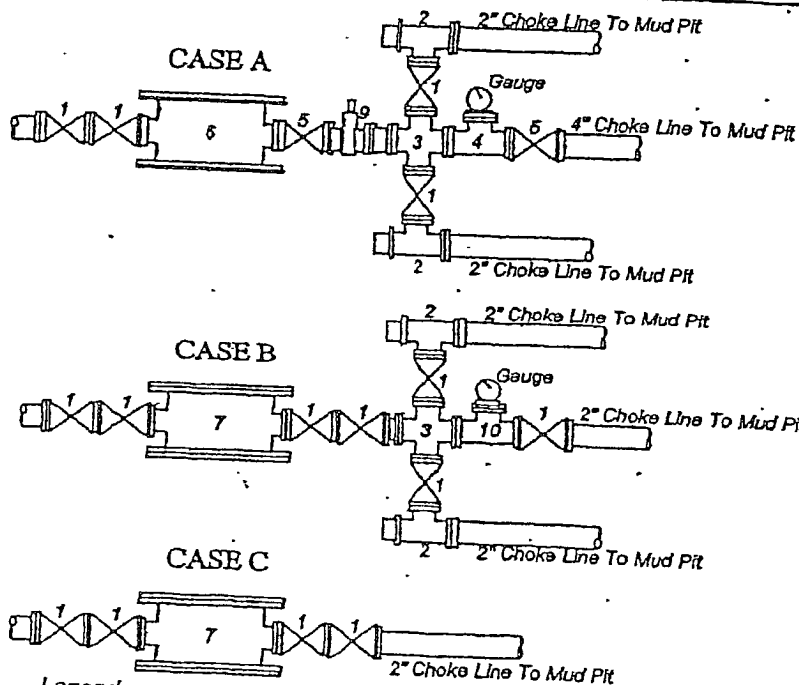 2" Choke Line To Mud Pit
2
CASE A
1
Gauge
1 1
9
6
5
3
4
5
4" Choke Line To Mud Pit
1
2
2" Choke Line To Mud Pit
2
2" Choke Line To Mud Pit
CASE B
1
Gauge
1 1
7
1 1
3
10
1
2" Choke Line To Mud Pit
1
2
2" Choke Line To Mud Pit
CASE C
1 1
7
1 1
2" Choke Line To Mud Pit